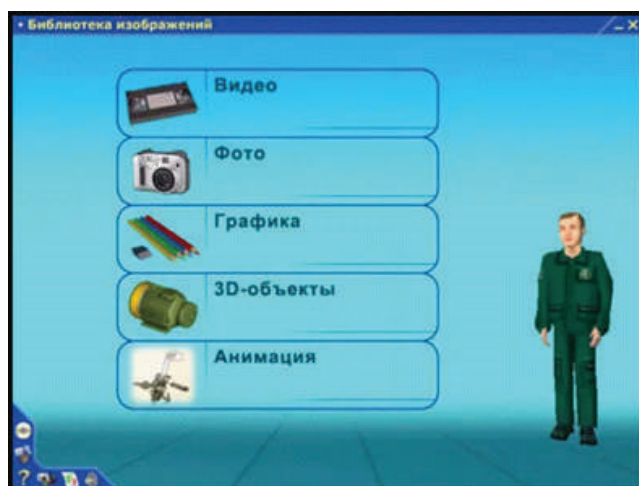 • Библиотека изображений
Видео
Фото
Графика
3D-объекты
Анимация
?